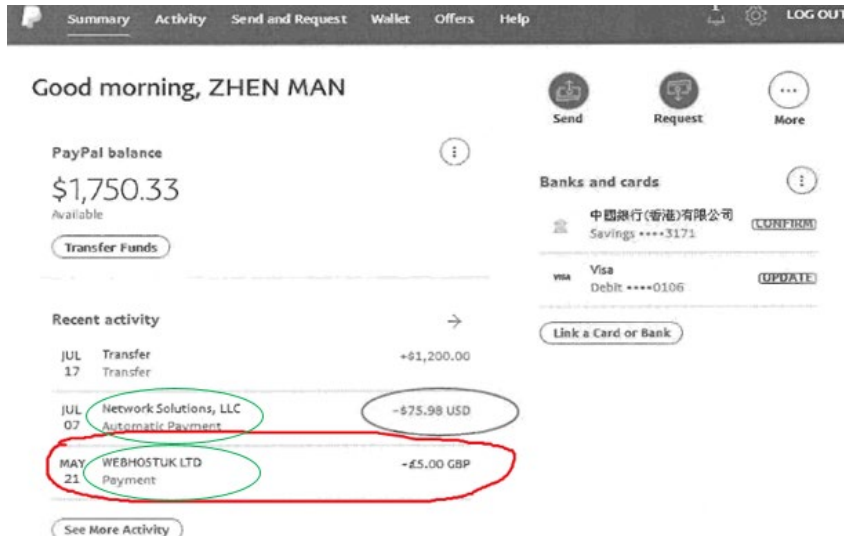 Summary Activity Send and Request Wallet Offers Help LOG OUT
Good morning, ZHEN MAN
Send Request More
PayPal balance
$1,750.33
Available
Transfer Funds
Banks and cards
中國銀行(香港)有限公司
Savings ••••3171
CONFIRM
VISA
Visa
Debit ••••0106
UPDATE
Link a Card or Bank
Recent activity
JUL 17 Transfer +$1,200.00
Transfer
JUL 07 Network Solutions, LLC -$75.98 USD
Automatic Payment
MAY 21 WEBHOSTUK LTD -£5.00 GBP
Payment
See More Activity